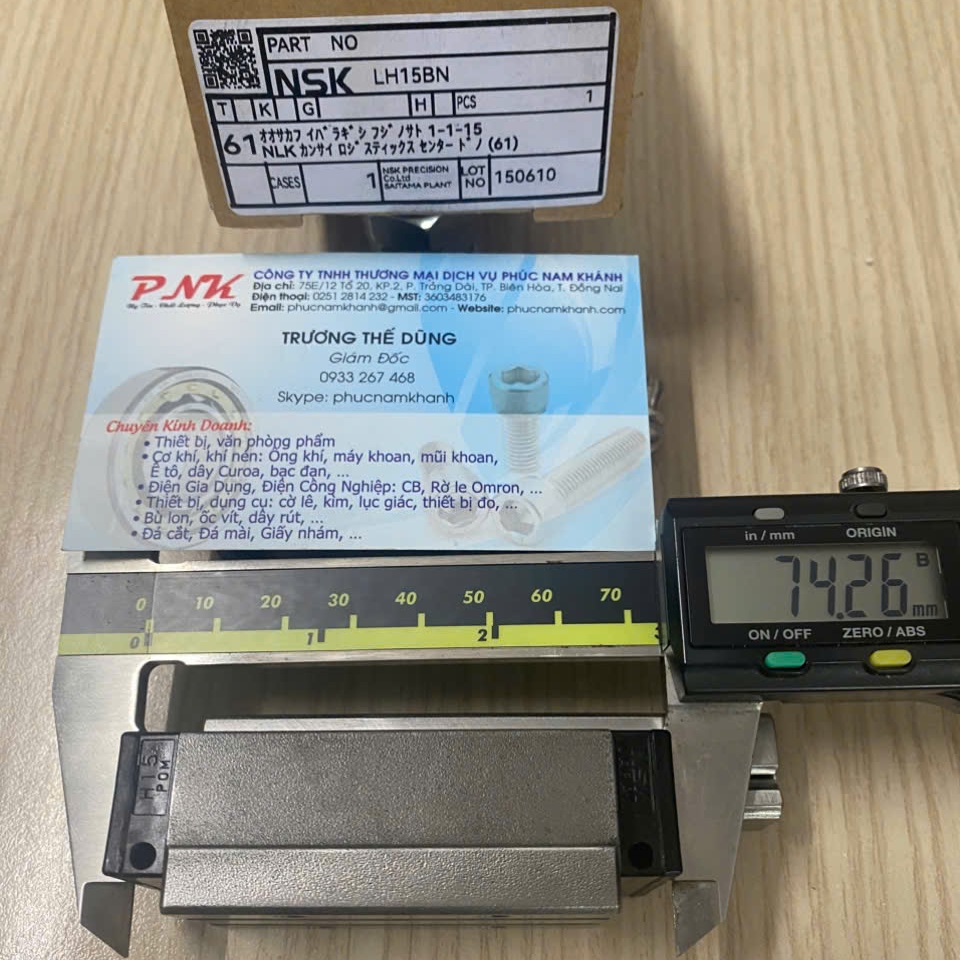 PART NO
NSK LH15BN
T K G H PCS 1
61 オオサカフ イバラギシ フジノサト 1-1-15
NLK カンサイ ロジスティックス センター ドノ (61)
CASES 1 NSK PRECISION Co.Ltd SAITAMA PLANT LOT NO 150610
PNK
Uy Tín - Chất Lượng - Phục Vụ
CÔNG TY TNHH THƯƠNG MẠI DỊCH VỤ PHÚC NAM KHÁNH
Địa chỉ: 75E/12 Tổ 20, KP.2, P. Trảng Dài, TP. Biên Hòa, T. Đồng Nai
Điện thoại: 0251 2814 232 - MST: 3603483176
Email: phucnamkhanh@gmail.com - Website: phucnamkhanh.com
TRƯƠNG THẾ DŨNG
Giám Đốc
0933 267 468
Skype: phucnamkhanh
Chuyên Kinh Doanh:
• Thiết bị, văn phòng phẩm
• Cơ khí, khí nén: Ống khí, máy khoan, mũi khoan,
Ê tô, dây Curoa, bạc đạn, ...
• Điện Gia Dụng, Điện Công Nghiệp: CB, Rờ le Omron, ...
• Thiết bị, dụng cụ: cờ lê, kìm, lục giác, thiết bị đo, ...
• Bù lon, ốc vít, dây rút, ...
• Đá cắt, Đá mài, Giấy nhám, ...
in / mm ORIGIN
74.26 mm B
ON / OFF ZERO / ABS
0 10 20 30 40 50 60 70
0 1 2 3
H15
POM